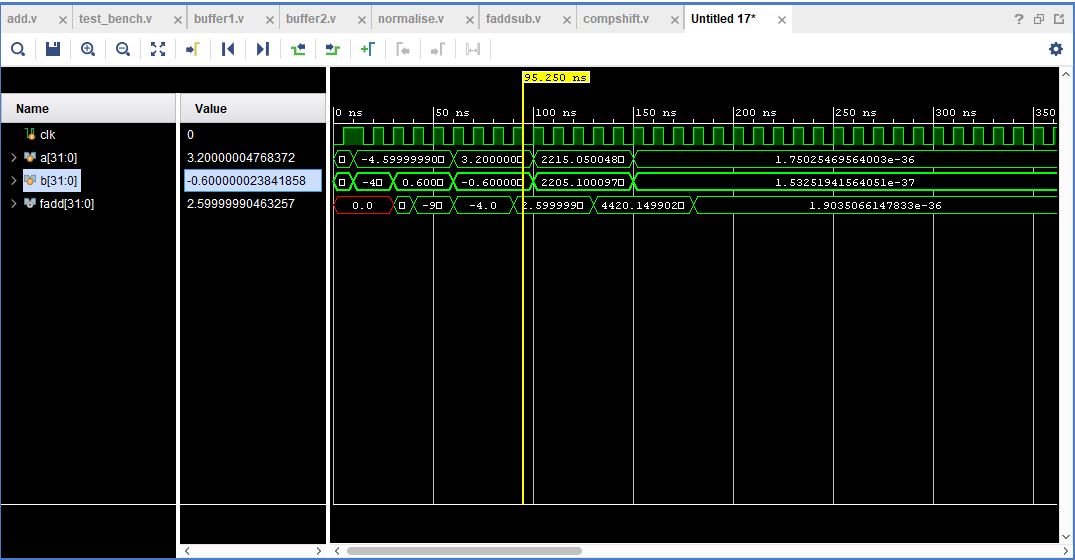 add.v test_bench.v buffer1.v buffer2.v normalise.v faddsub.v compshift.v Untitled 17*
95.250 ns
Name Value
0 ns 50 ns 100 ns 150 ns 200 ns 250 ns 300 ns 350
clk 0
a[31:0] 3.20000004768372 -4.59999990 3.200000 2215.050048 1.75025469564003e-36
b[31:0] -0.600000023841858 -4 0.600 -0.60000 2205.100097 1.53251941564051e-37
fadd[31:0] 2.59999990463257 0.0 -9 -4.0 2.599999 4420.149902 1.9035066147833e-36